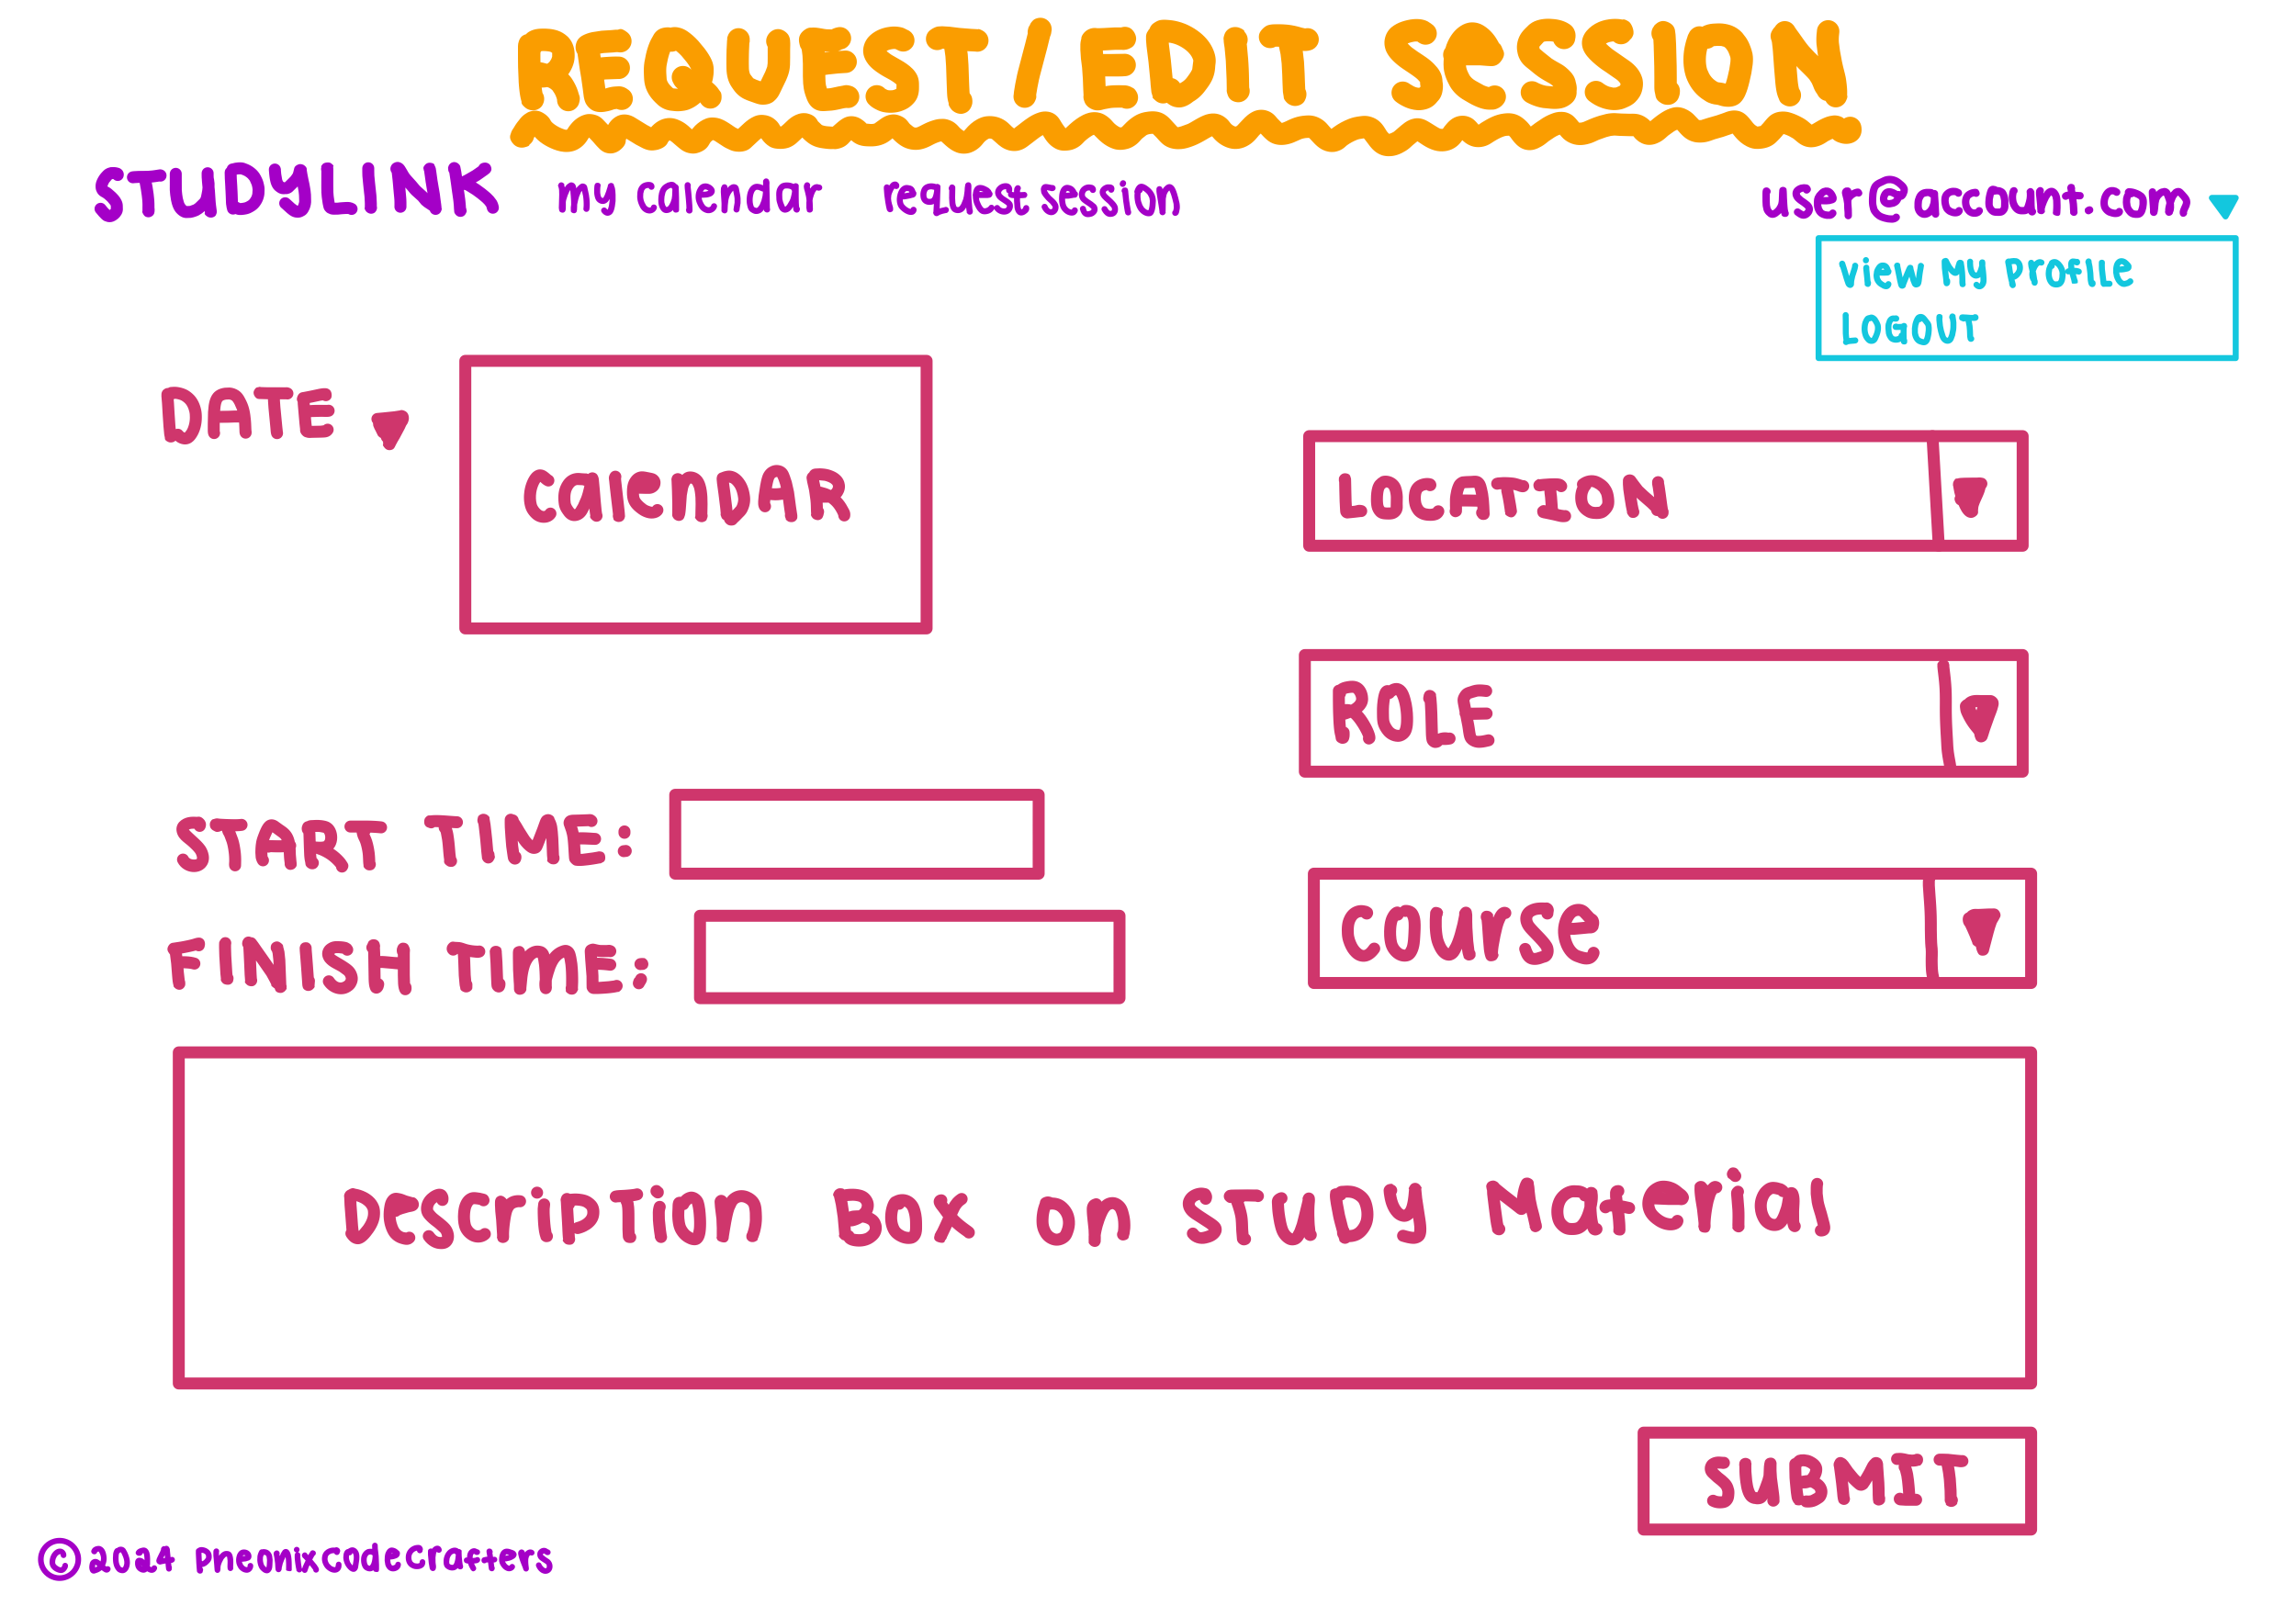 REQUEST/EDIT SESSION
STUDYLINK my calendar request session user@account.com
View My PROFILE
LOGOUT
DATE
CalenDAR
LOCATION
ROLE
START TIME:
FINISH TIME:
course
DescripTion Box on STUDY Material
SUBMIT
©2024 Pheonixcodecrafters